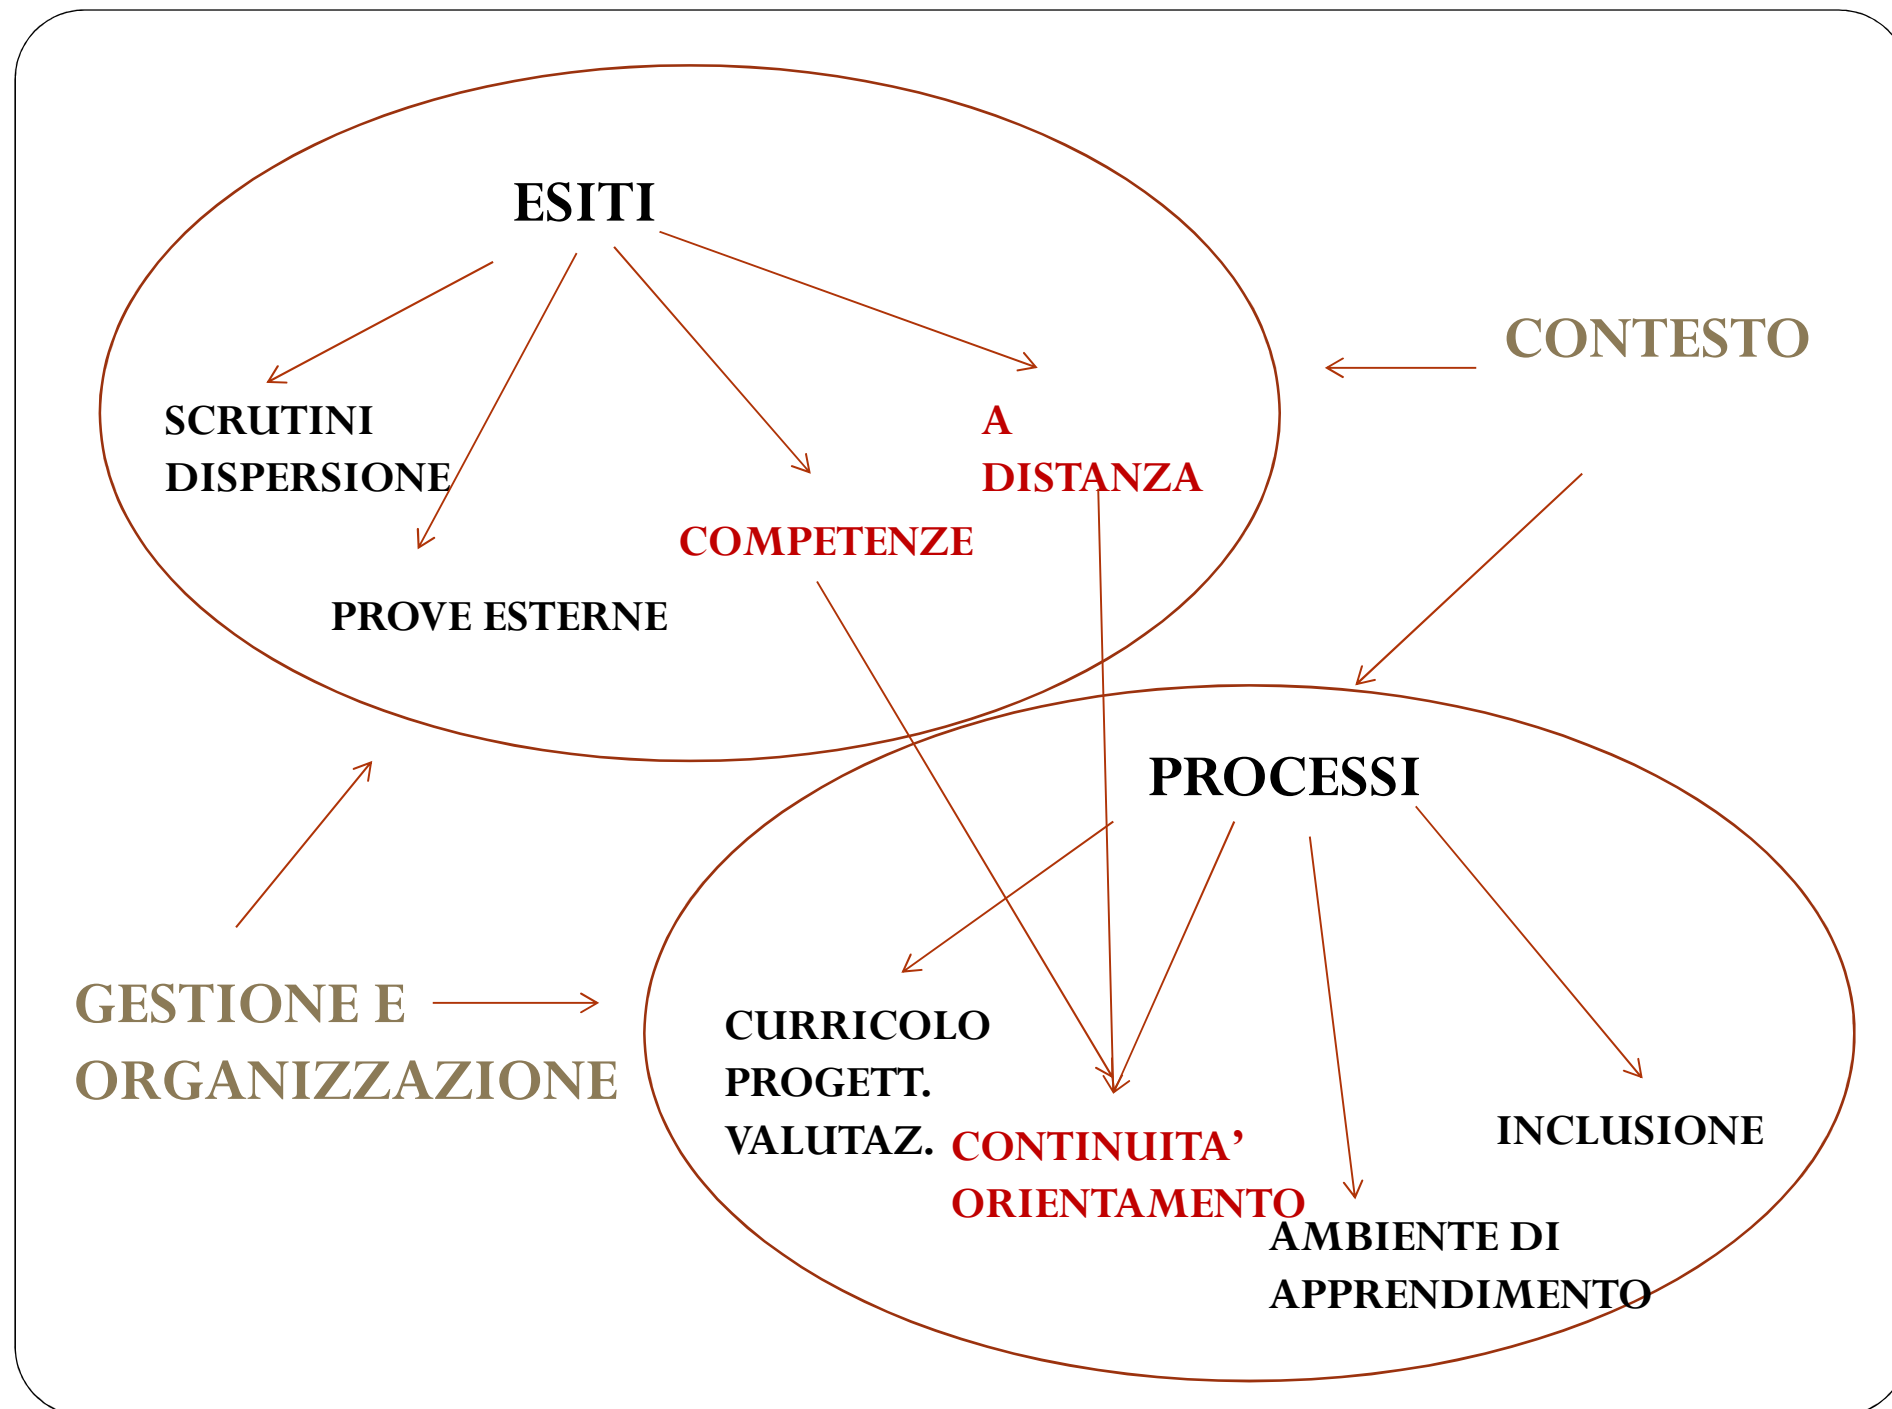 ESITI
CONTESTO
SCRUTINI
DISPERSIONE
A
DISTANZA
COMPETENZE
PROVE ESTERNE
PROCESSI
GESTIONE E
ORGANIZZAZIONE
CURRICOLO
PROGETT.
VALUTAZ.
CONTINUITA’
ORIENTAMENTO
INCLUSIONE
AMBIENTE DI
APPRENDIMENTO